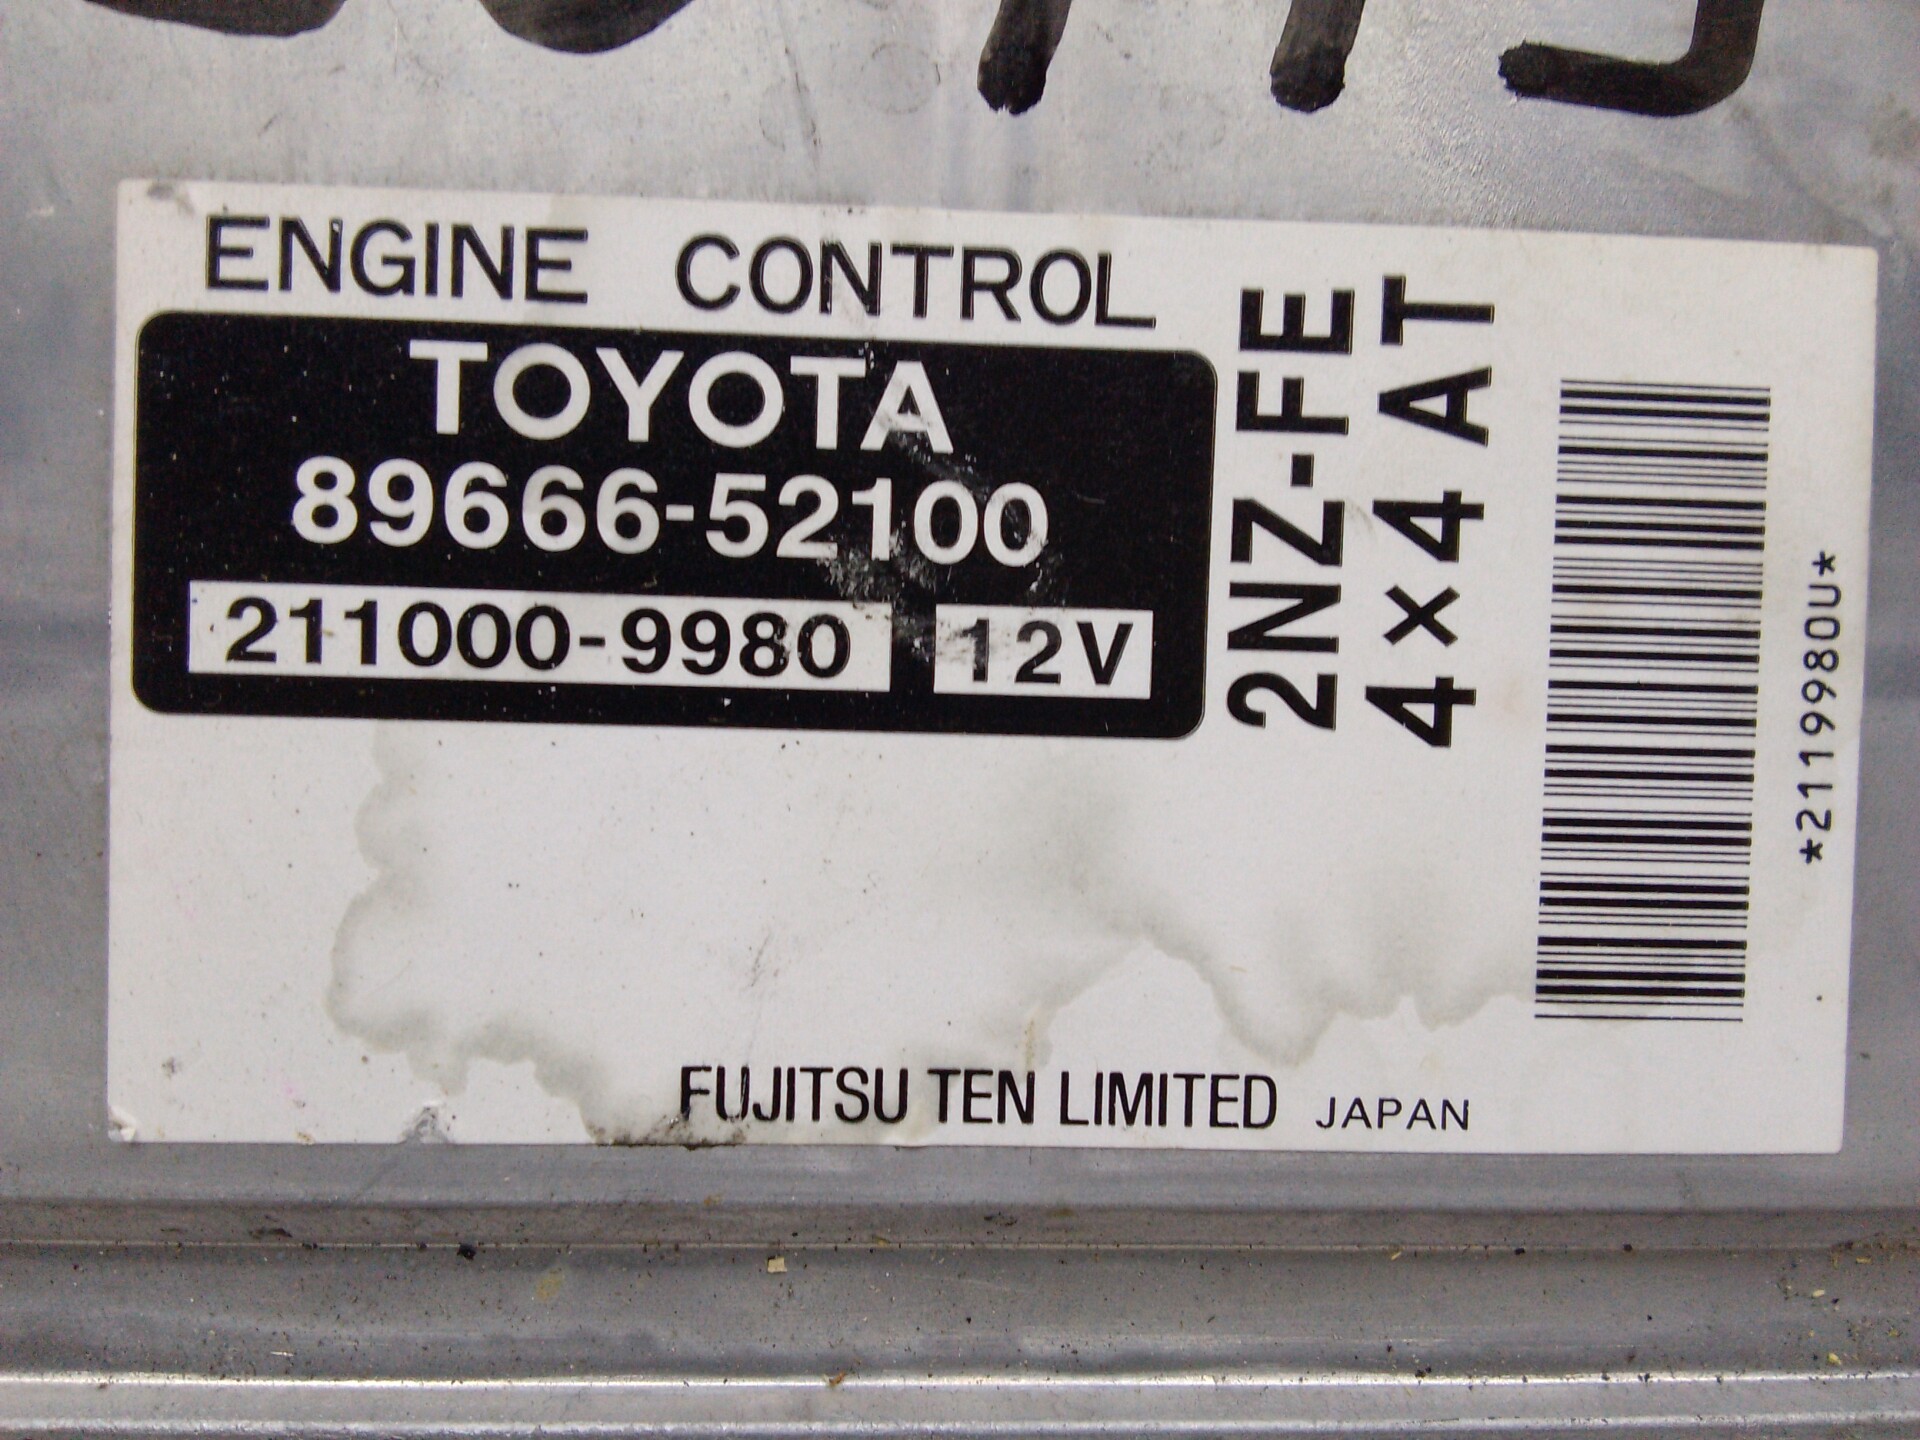 ENGINE CONTROL
TOYOTA
89666-52100
211000-9980 12V
2NZ-FE
4×4 AT
*2119980U*
FUJITSU TEN LIMITED JAPAN